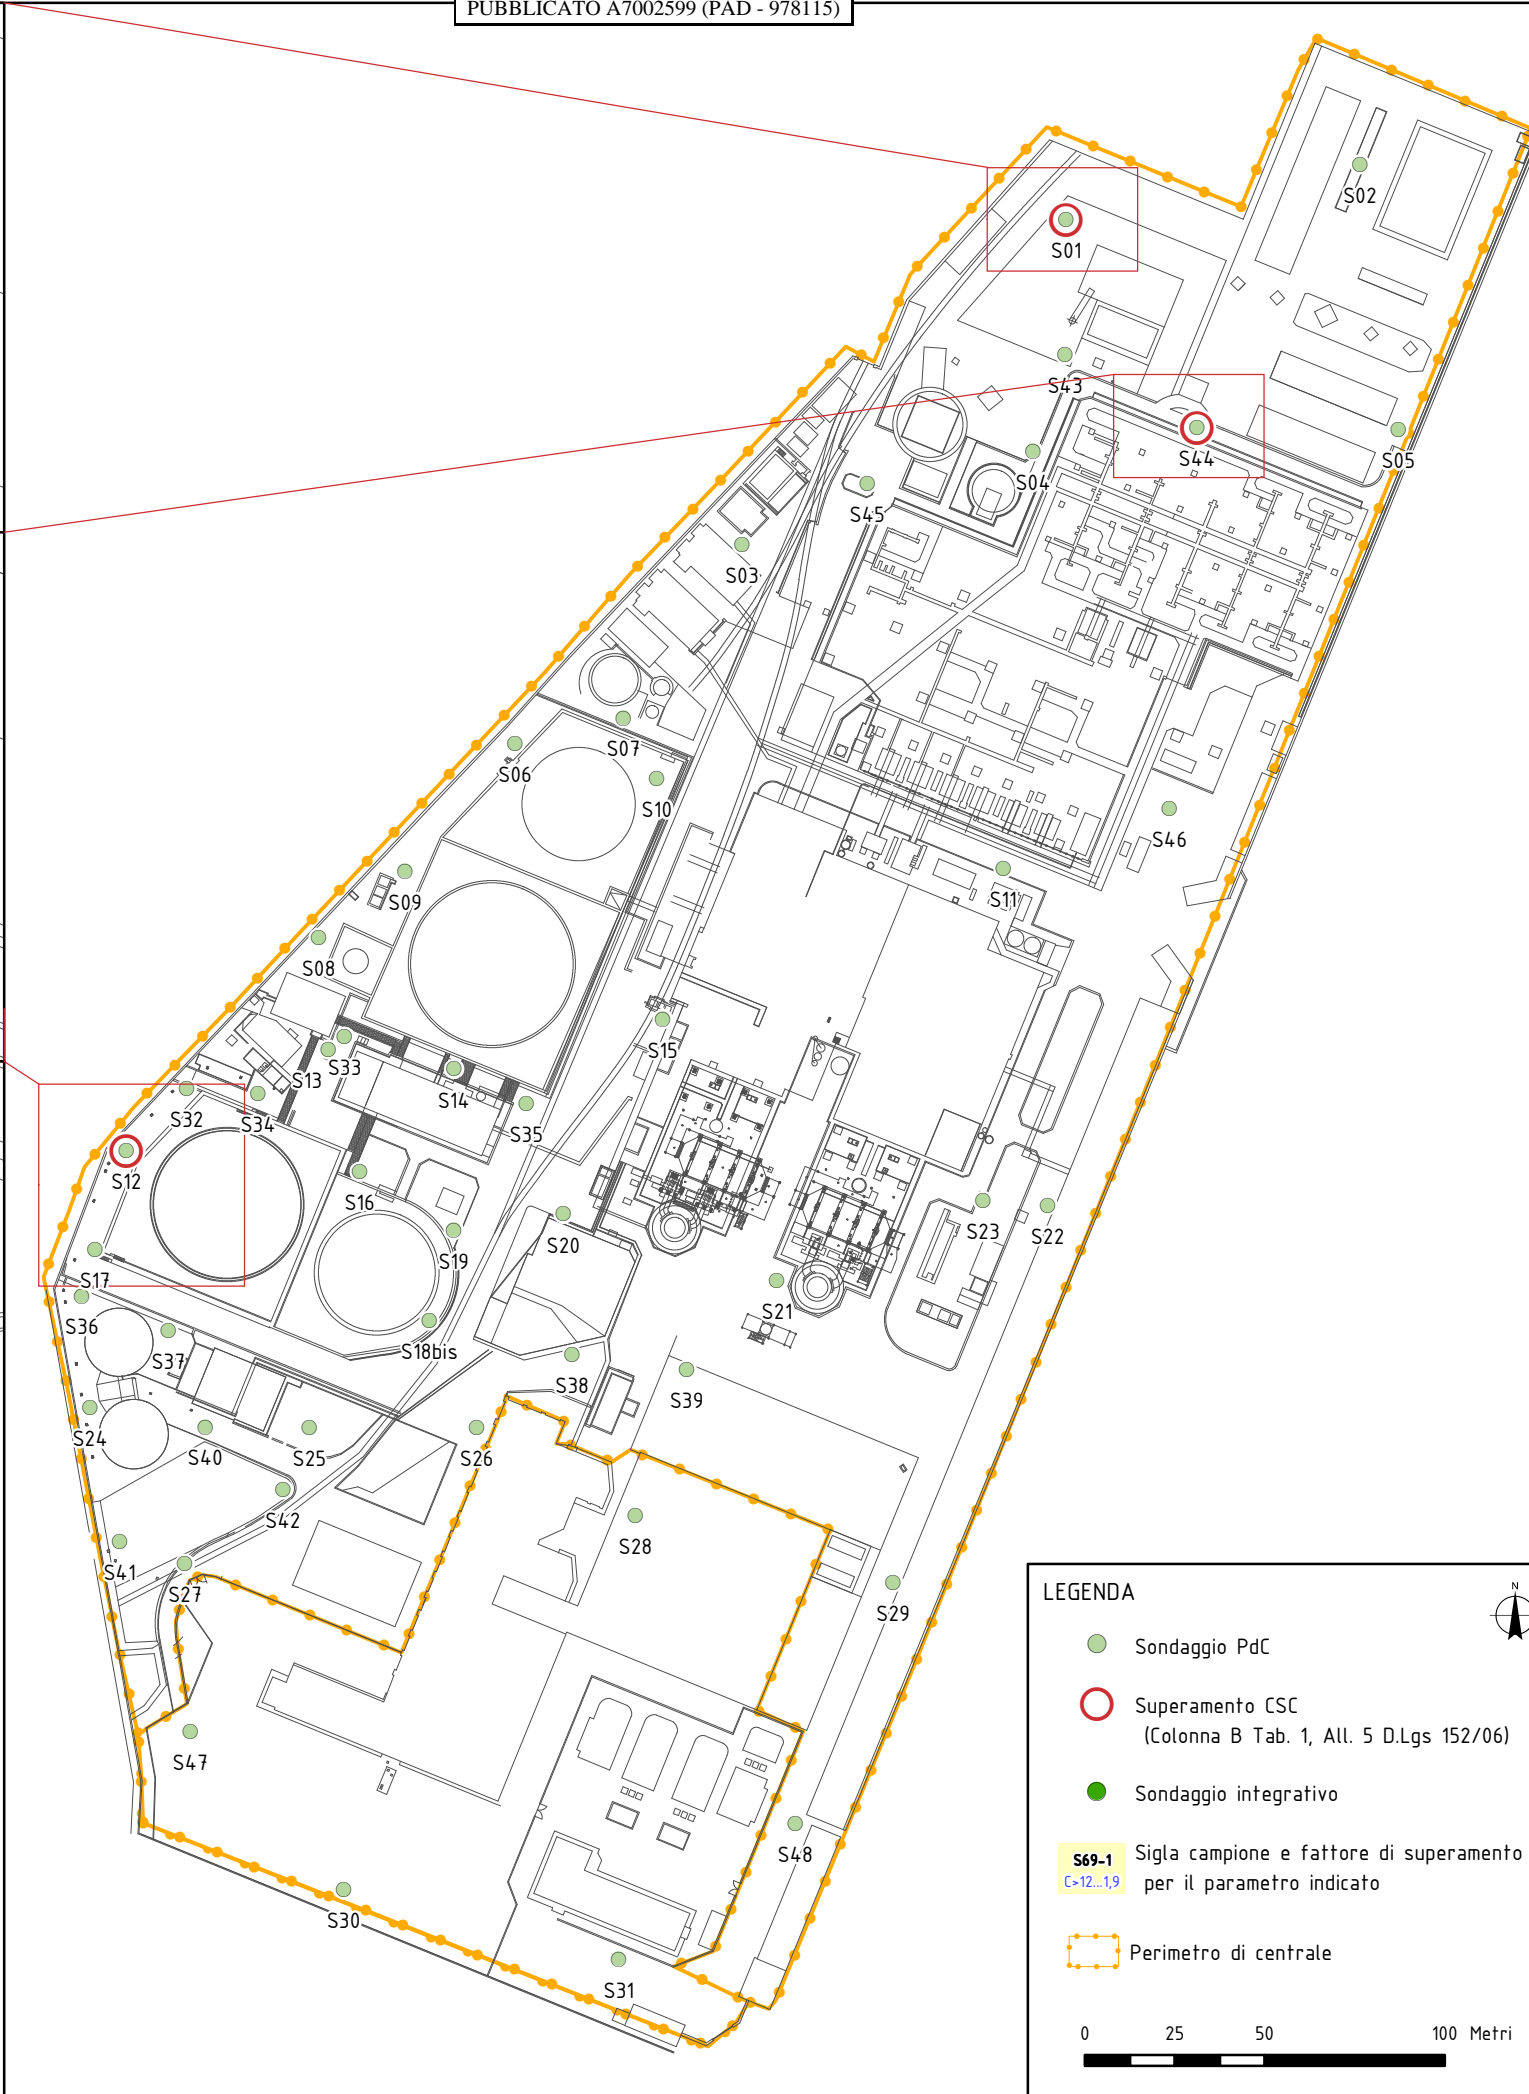 PUBBLICATO A7002599 (PAD - 978115)
S02
S01
S43
S44
S05
S04
S45
S03
S07
S06
S10
S46
S09
S11
S08
S15
S33
S13
S14
S32
S34
S35
S12
S16
S23
S22
S19
S20
S17
S21
S36
S37
S18bis
S38
S39
S24
S40
S25
S26
S42
S28
S41
S27
S29
S47
S48
S30
S31
LEGENDA
N
Sondaggio PdC
Superamento CSC
(Colonna B Tab. 1, All. 5 D.Lgs 152/06)
Sondaggio integrativo
S69-1
C>12...1,9
Sigla campione e fattore di superamento
per il parametro indicato
Perimetro di centrale
0 25 50 100 Metri